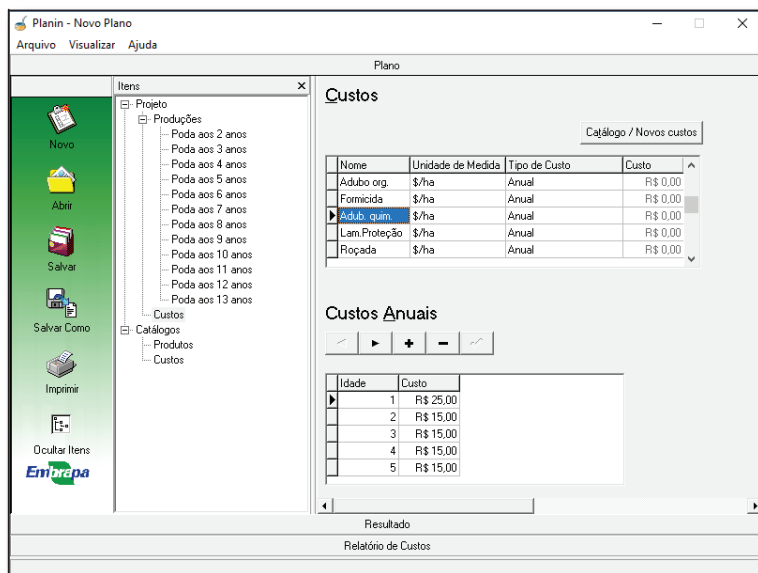 Planin - Novo Plano
Arquivo Visualizar Ajuda
Plano
Novo
Abrir
Salvar
Salvar Como
Imprimir
Ocultar Itens
Embrapa
Itens
Projeto
Produções
Poda aos 2 anos
Poda aos 3 anos
Poda aos 4 anos
Poda aos 5 anos
Poda aos 6 anos
Poda aos 7 anos
Poda aos 8 anos
Poda aos 9 anos
Poda aos 10 anos
Poda aos 11 anos
Poda aos 12 anos
Poda aos 13 anos
Custos
Catálogos
Produtos
Custos
Custos
Catálogo / Novos custos
Nome Unidade de Medida Tipo de Custo Custo
Adubo org. $/ha Anual R$ 0,00
Formicida $/ha Anual R$ 0,00
Adub. quim. $/ha Anual R$ 0,00
Lam.Proteção $/ha Anual R$ 0,00
Roçada $/ha Anual R$ 0,00
Custos Anuais
Idade Custo
1 R$ 25,00
2 R$ 15,00
3 R$ 15,00
4 R$ 15,00
5 R$ 15,00
Resultado
Relatório de Custos